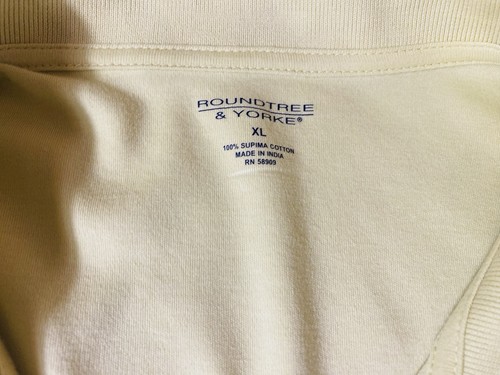 ROUNDTREE
& YORKE®
XL
100% SUPIMA COTTON
MADE IN INDIA
RN 58909